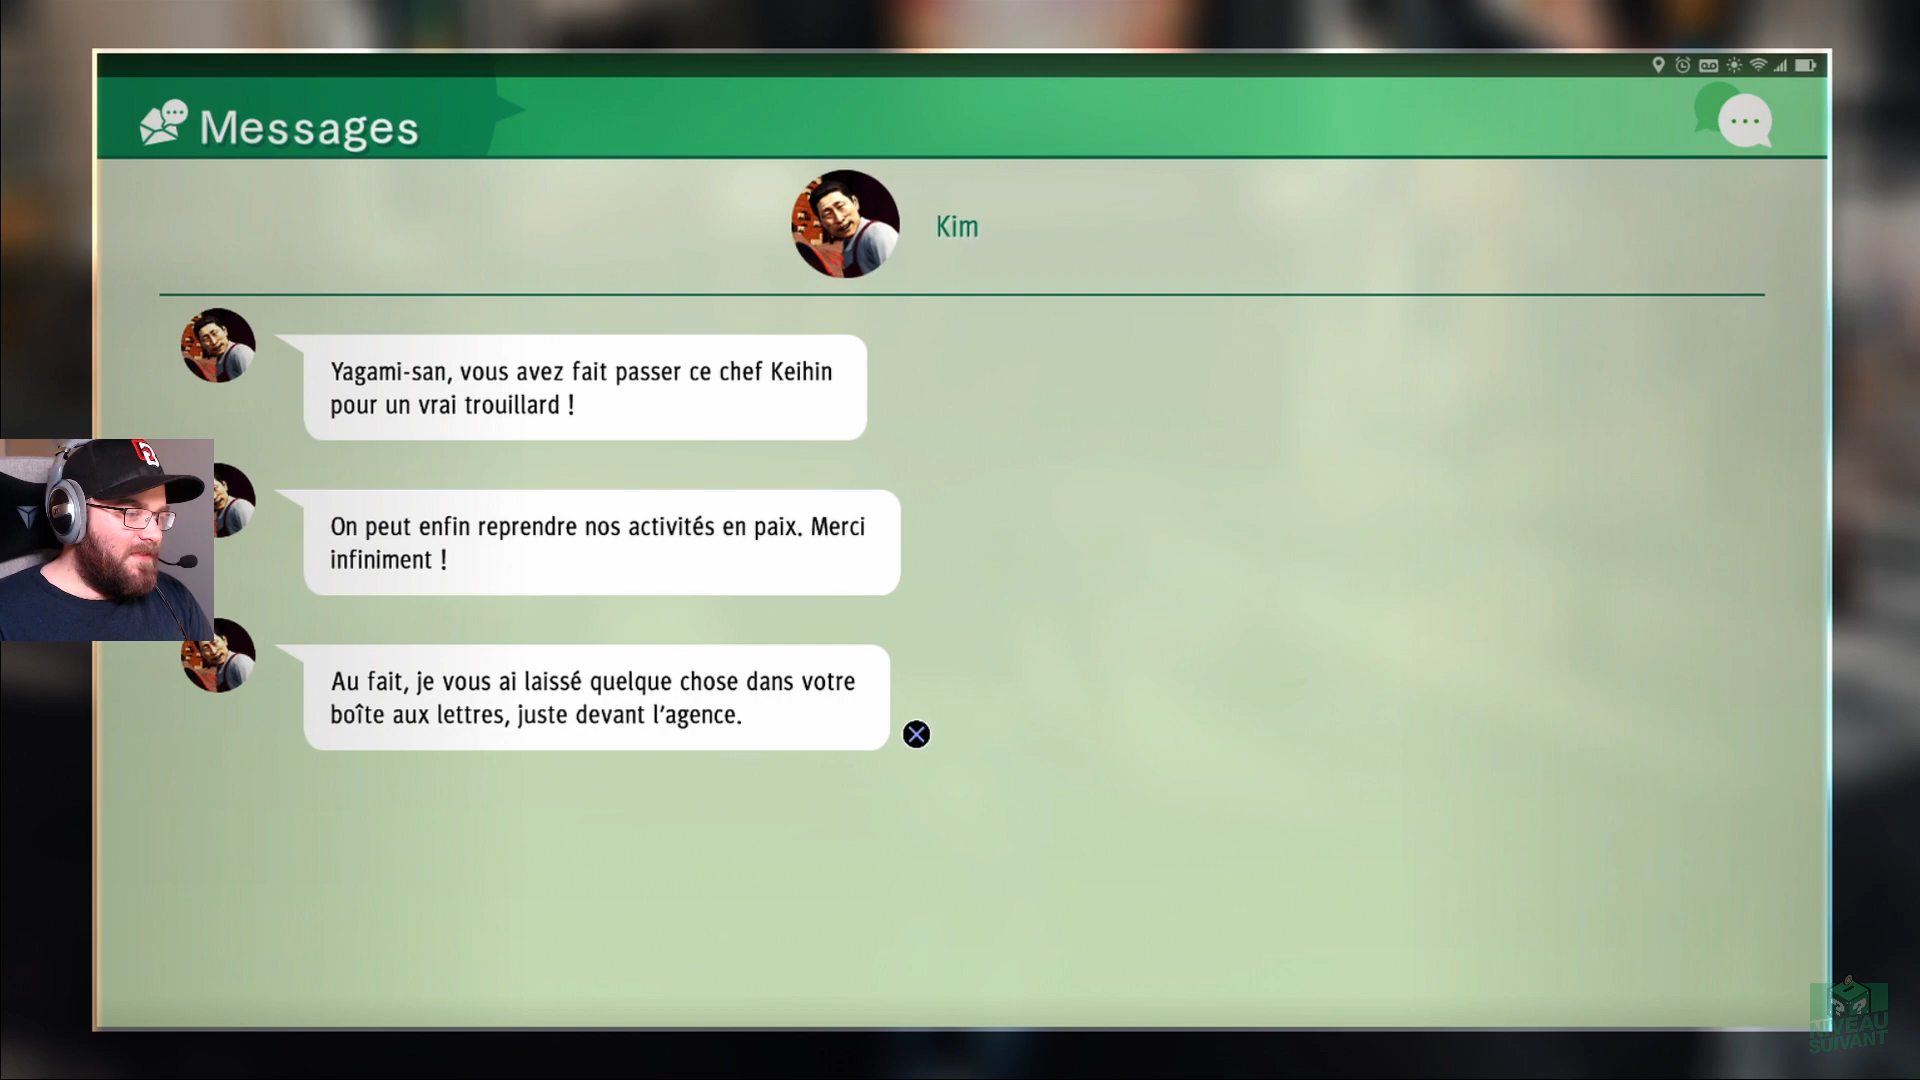 Messages
Kim
Yagami-san, vous avez fait passer ce chef Keihin
pour un vrai trouillard !
On peut enfin reprendre nos activités en paix. Merci
infiniment !
Au fait, je vous ai laissé quelque chose dans votre
boîte aux lettres, juste devant l'agence.
NIVEAU
SUIVANT